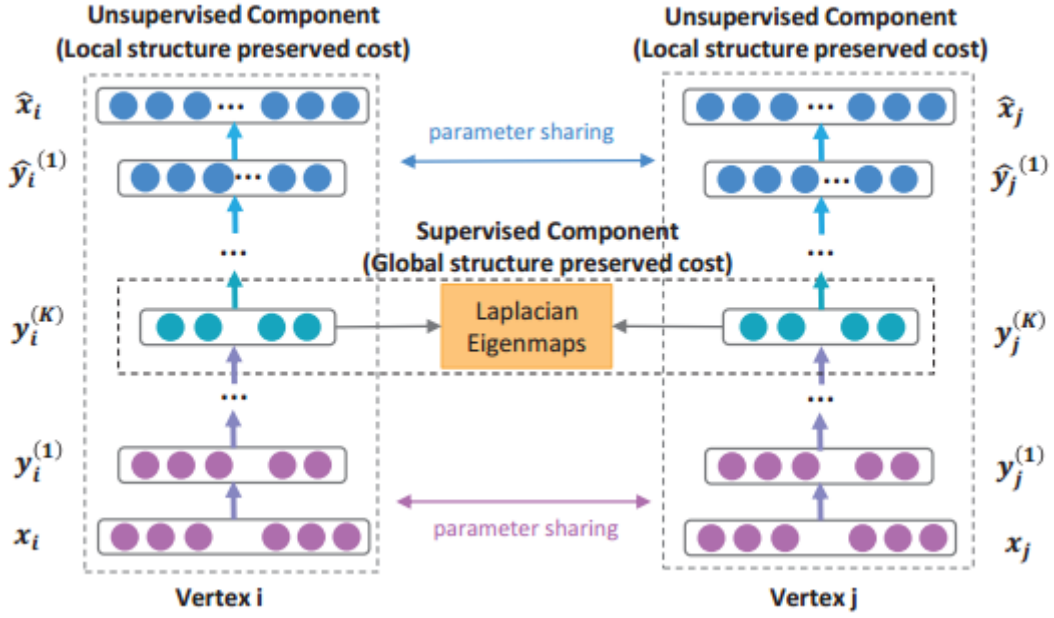 Unsupervised Component
(Local structure preserved cost)
Unsupervised Component
(Local structure preserved cost)
x̂ᵢ
...
parameter sharing
...
x̂ⱼ
ŷᵢ⁽¹⁾
...
...
ŷⱼ⁽¹⁾
...
Supervised Component
(Global structure preserved cost)
...
yᵢ⁽ᴷ⁾
Laplacian
Eigenmaps
yⱼ⁽ᴷ⁾
...
...
yᵢ⁽¹⁾
yⱼ⁽¹⁾
xᵢ
parameter sharing
xⱼ
Vertex i
Vertex j